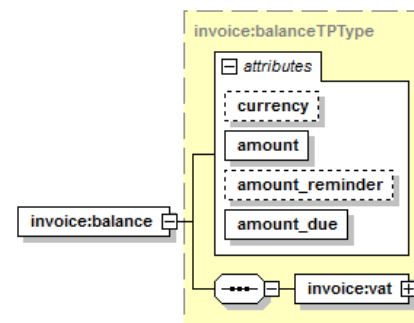 invoice:balanceTPType
attributes
currency
amount
amount_reminder
invoice:balance
amount_due
invoice:vat